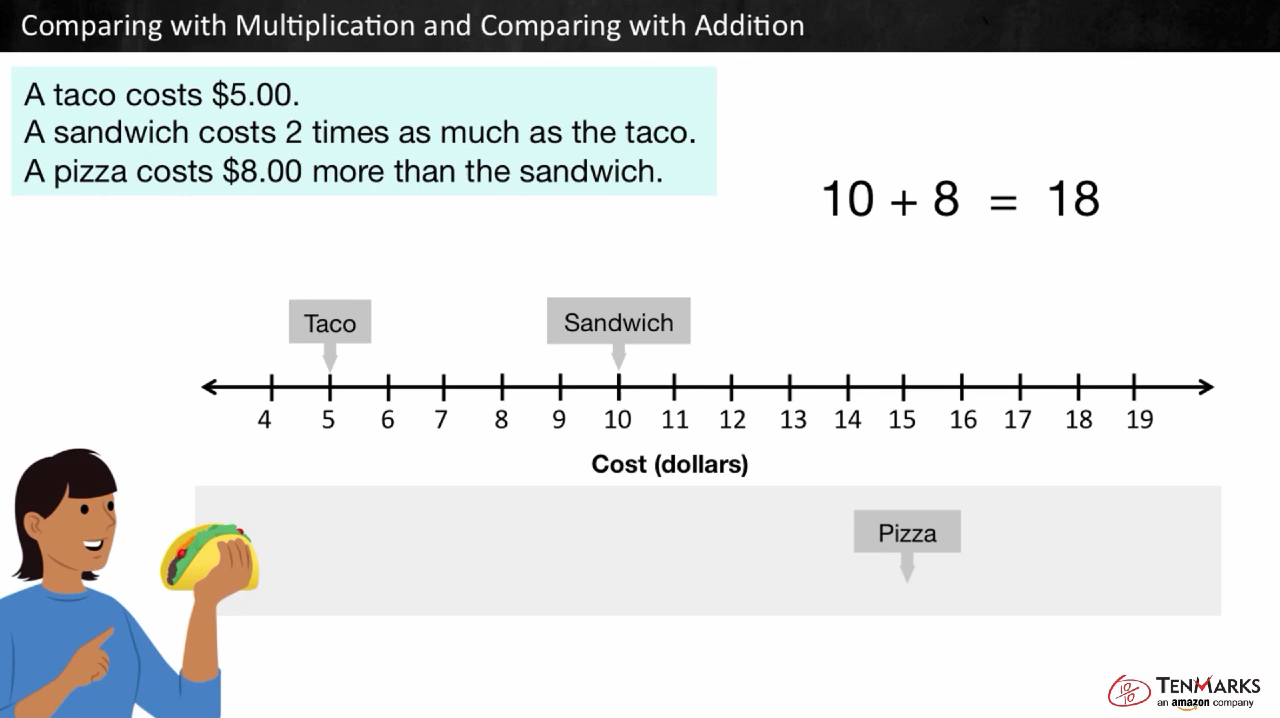 Comparing with Multiplication and Comparing with Addition
A taco costs $5.00.
A sandwich costs 2 times as much as the taco.
A pizza costs $8.00 more than the sandwich.
10 + 8 = 18
Taco
Sandwich
4 5 6 7 8 9 10 11 12 13 14 15 16 17 18 19
Cost (dollars)
Pizza
10/10
TENMARKS
an amazon company